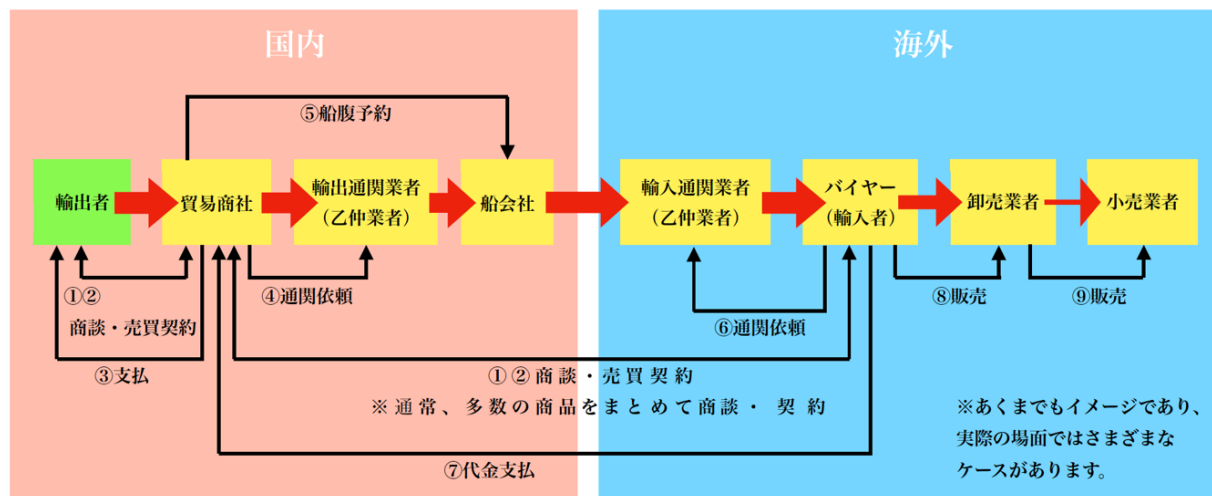 国内
海外
⑤船腹予約
輸出者
貿易商社
輸出通関業者
（乙仲業者）
船会社
輸入通関業者
（乙仲業者）
バイヤー
（輸入者）
卸売業者
小売業者
①②
商談・売買契約
④通関依頼
⑥通関依頼
⑧販売
⑨販売
③支払
①②商談・売買契約
※通常、多数の商品をまとめて商談・契約
⑦代金支払
※あくまでもイメージであり、
実際の場面ではさまざまな
ケースがあります。